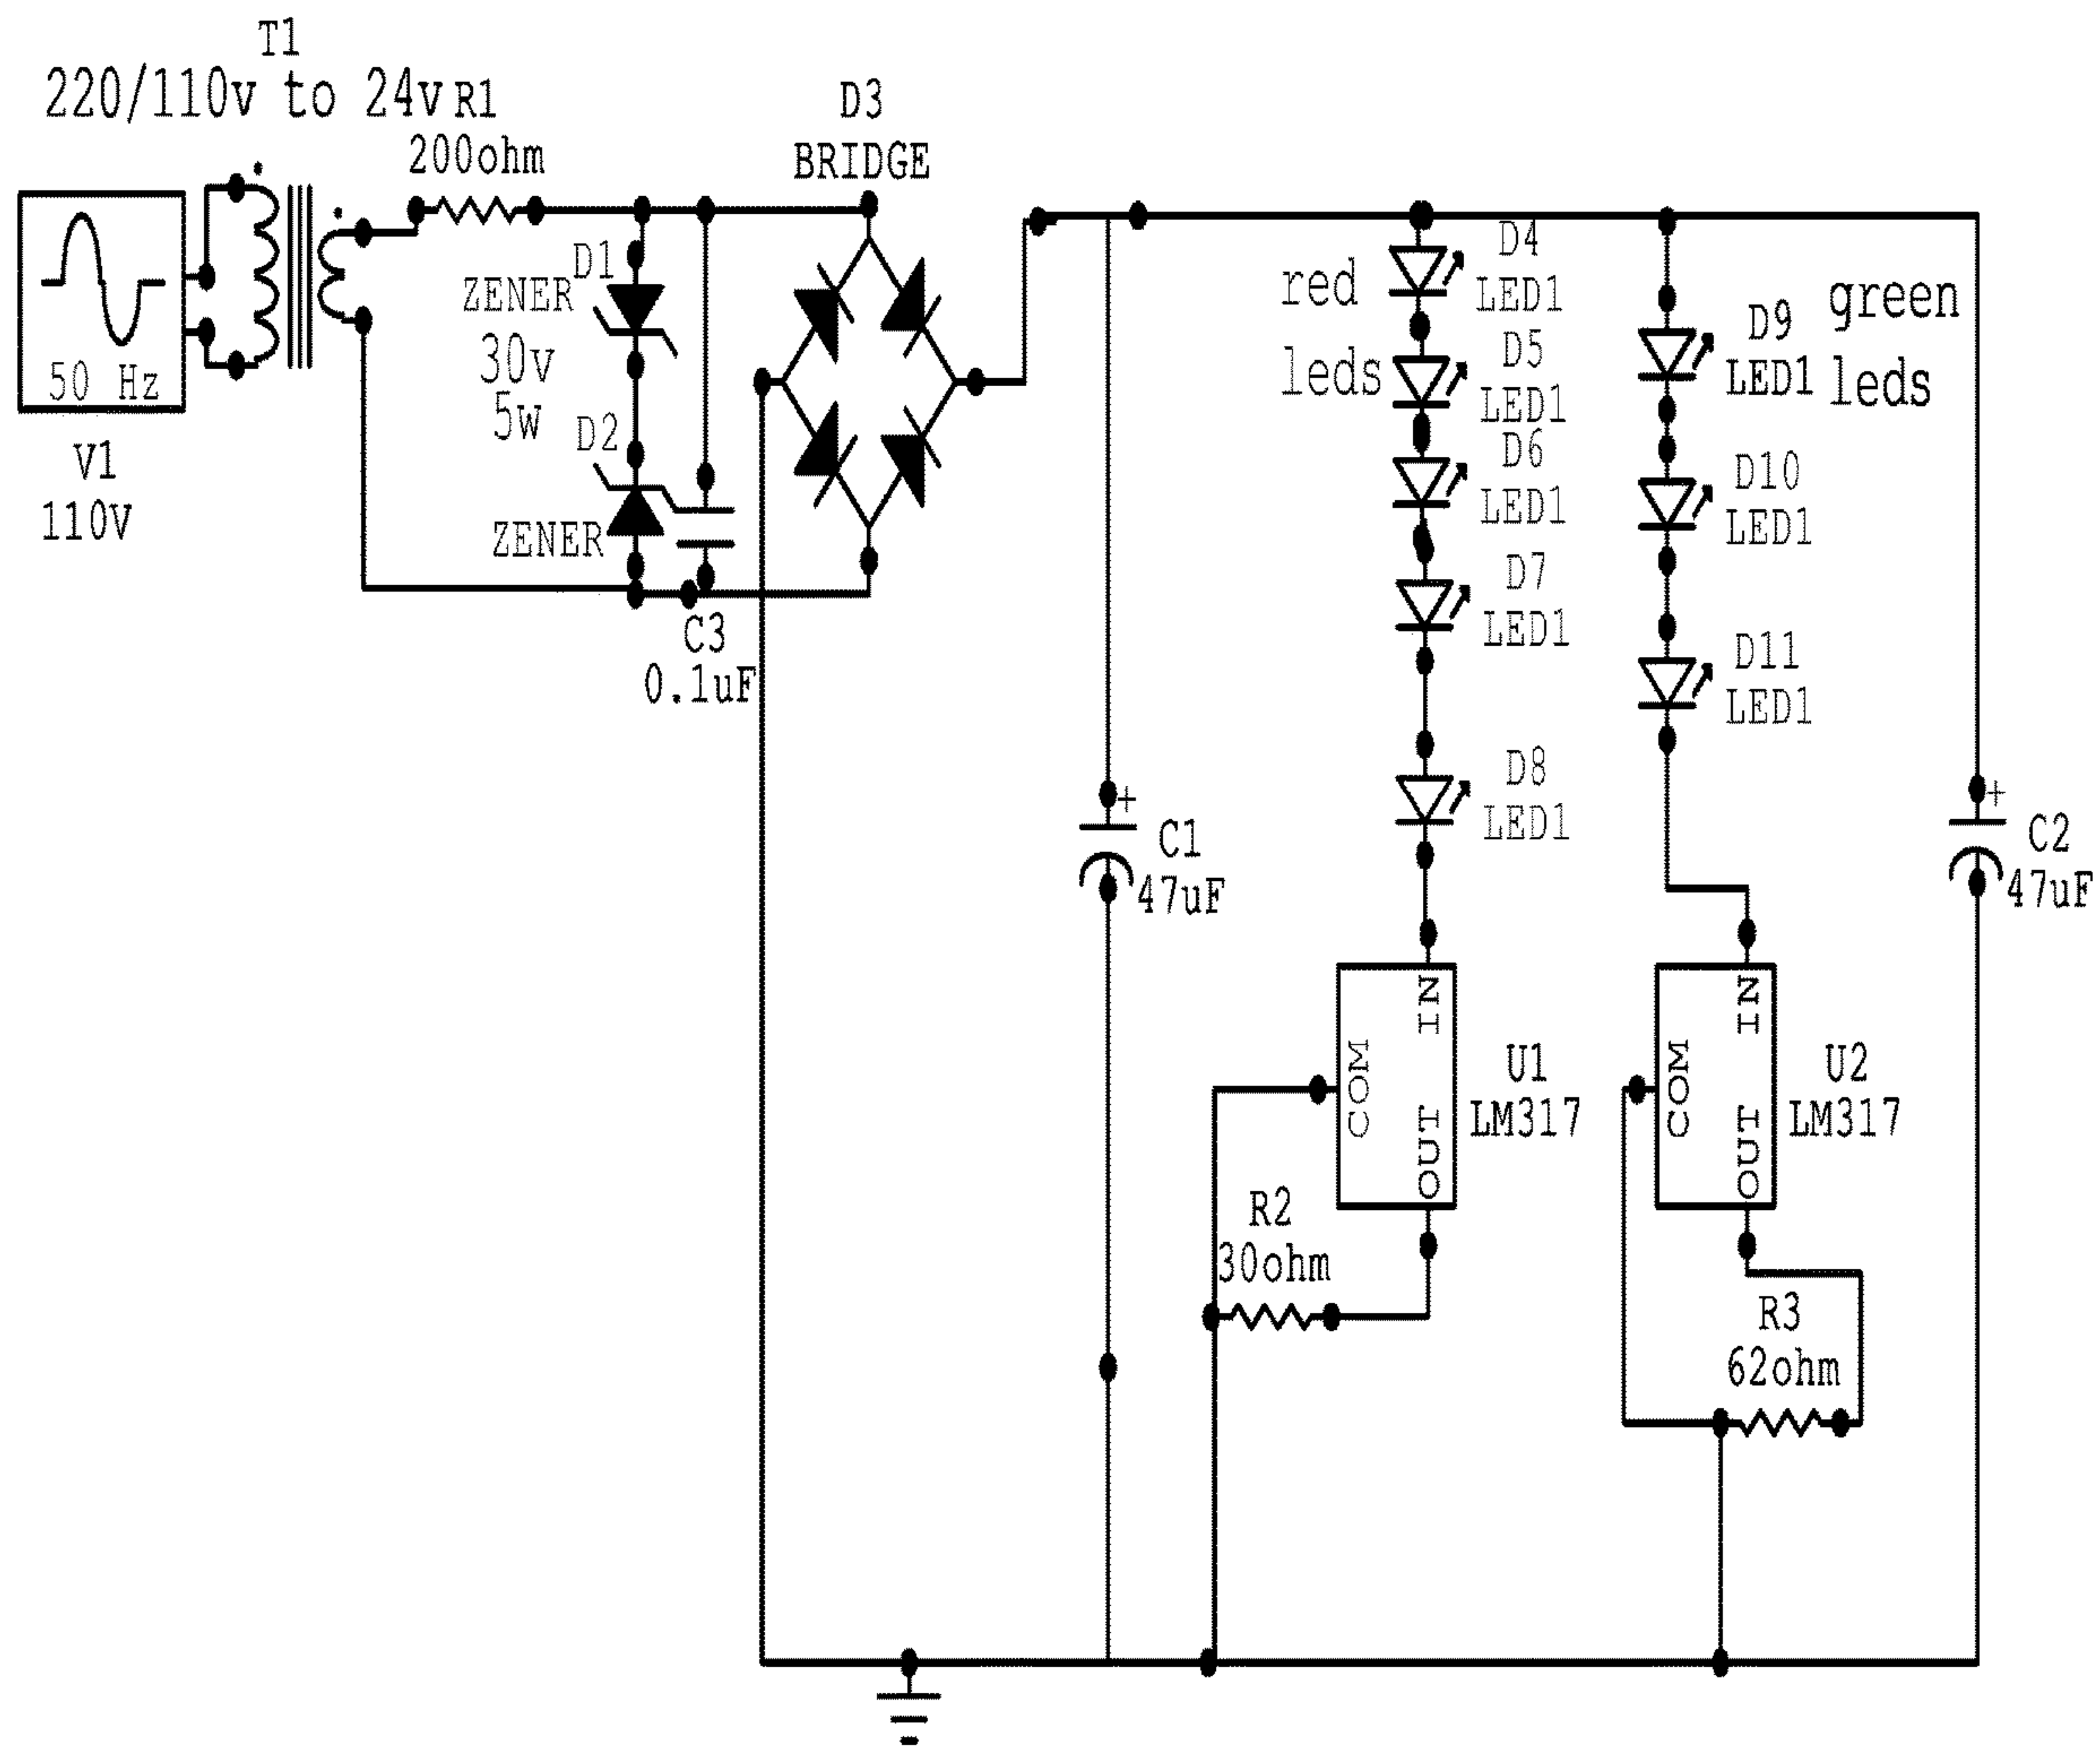 T1
220/110v to 24v
R1
200ohm
D3
BRIDGE
50 Hz
V1
110V
D1
ZENER
30v
5w
D2
ZENER
C3
0.1uF
red
leds
D4
LED1
D5
LED1
D6
LED1
D7
LED1
D8
LED1
D9
LED1
green
leds
D10
LED1
D11
LED1
+
C1
47uF
+
C2
47uF
IN
COM
OUT
U1
LM317
IN
COM
OUT
U2
LM317
R2
30ohm
R3
62ohm